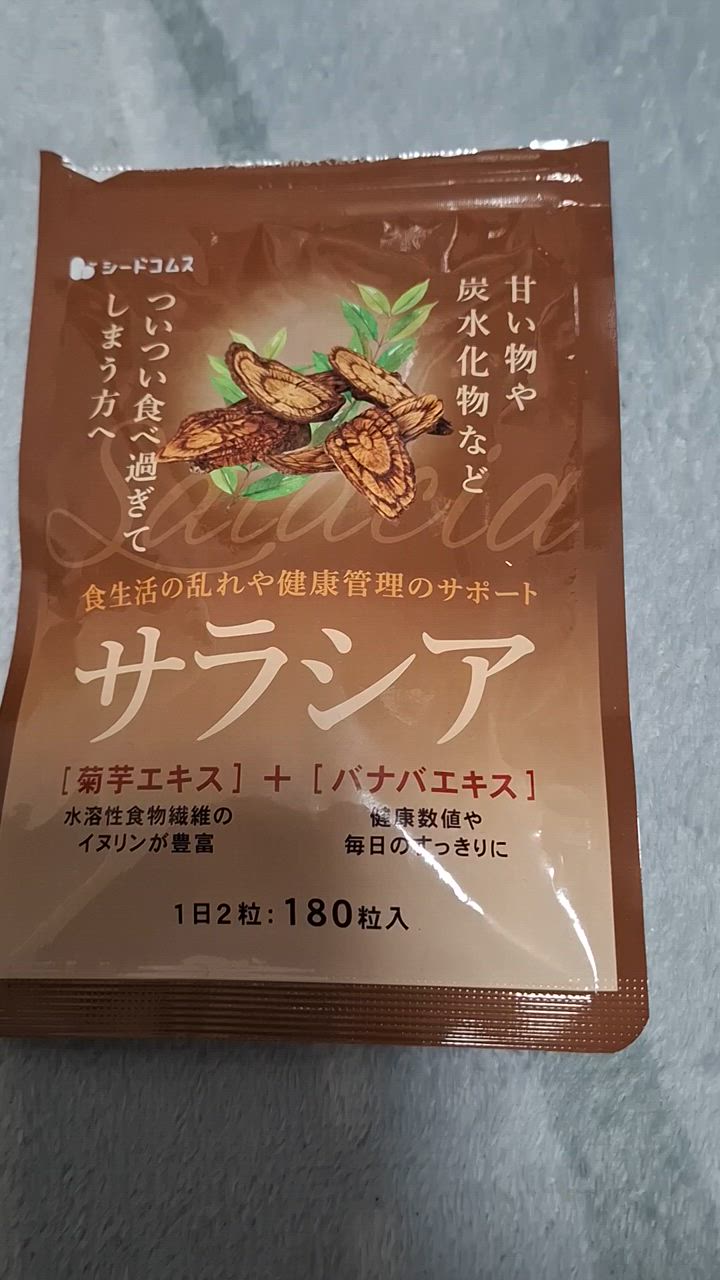 シードコムス
甘い物や
炭水化物など
ついつい食べ過ぎて
しまう方へ
Salacia
食生活の乱れや健康管理のサポート
サラシア
[菊芋エキス]+[バナバエキス]
水溶性食物繊維の
イヌリンが豊富
健康数値や
毎日のすっきりに
1日2粒:180粒入